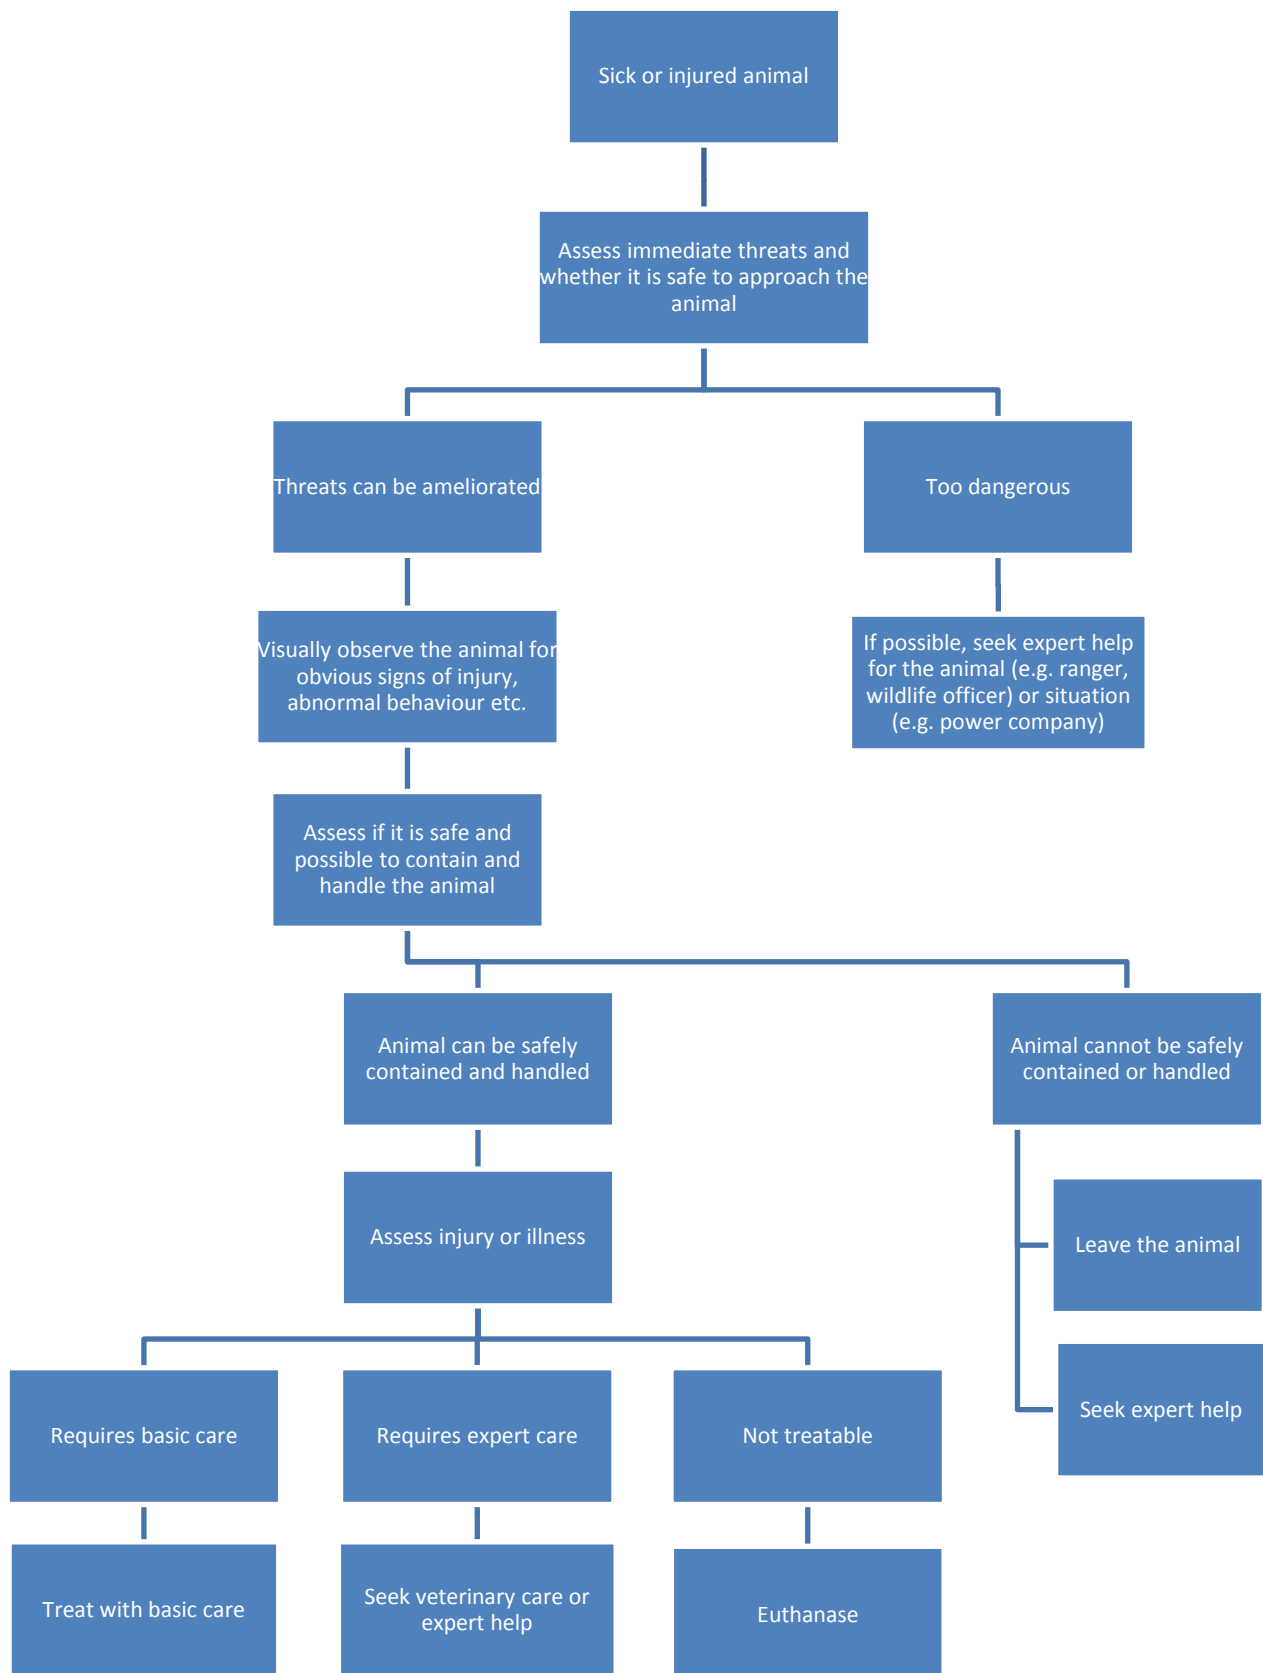 Sick or injured animal
Assess immediate threats and
whether it is safe to approach the
animal
Threats can be ameliorated
Too dangerous
Visually observe the animal for
obvious signs of injury,
abnormal behaviour etc.
If possible, seek expert help
for the animal (e.g. ranger,
wildlife officer) or situation
(e.g. power company)
Assess if it is safe and
possible to contain and
handle the animal
Animal can be safely
contained and handled
Animal cannot be safely
contained or handled
Assess injury or illness
Leave the animal
Seek expert help
Requires basic care
Requires expert care
Not treatable
Treat with basic care
Seek veterinary care or
expert help
Euthanase